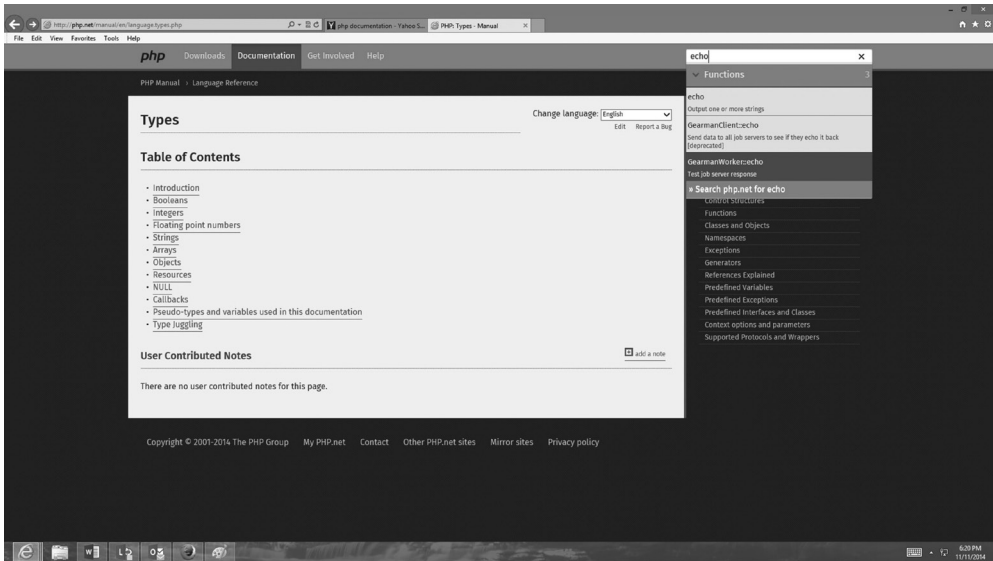 http://php.net/manual/en/language.types.php
php documentation - Yahoo S...
PHP: Types - Manual
File Edit View Favorites Tools Help
php Downloads Documentation Get Involved Help
echo
PHP Manual › Language Reference
Functions 3
echo
Output one or more strings
GearmanClient::echo
Send data to all job servers to see if they echo it back [deprecated]
GearmanWorker::echo
Test job server response
» Search php.net for echo
Types
Change language: English
Edit Report a Bug
Table of Contents
• Introduction
• Booleans
• Integers
• Floating point numbers
• Strings
• Arrays
• Objects
• Resources
• NULL
• Callbacks
• Pseudo-types and variables used in this documentation
• Type Juggling
User Contributed Notes
add a note
There are no user contributed notes for this page.
Control Structures
Functions
Classes and Objects
Namespaces
Exceptions
Generators
References Explained
Predefined Variables
Predefined Exceptions
Predefined Interfaces and Classes
Context options and parameters
Supported Protocols and Wrappers
Copyright © 2001-2014 The PHP Group My PHP.net Contact Other PHP.net sites Mirror sites Privacy policy
6:20 PM
11/11/2014